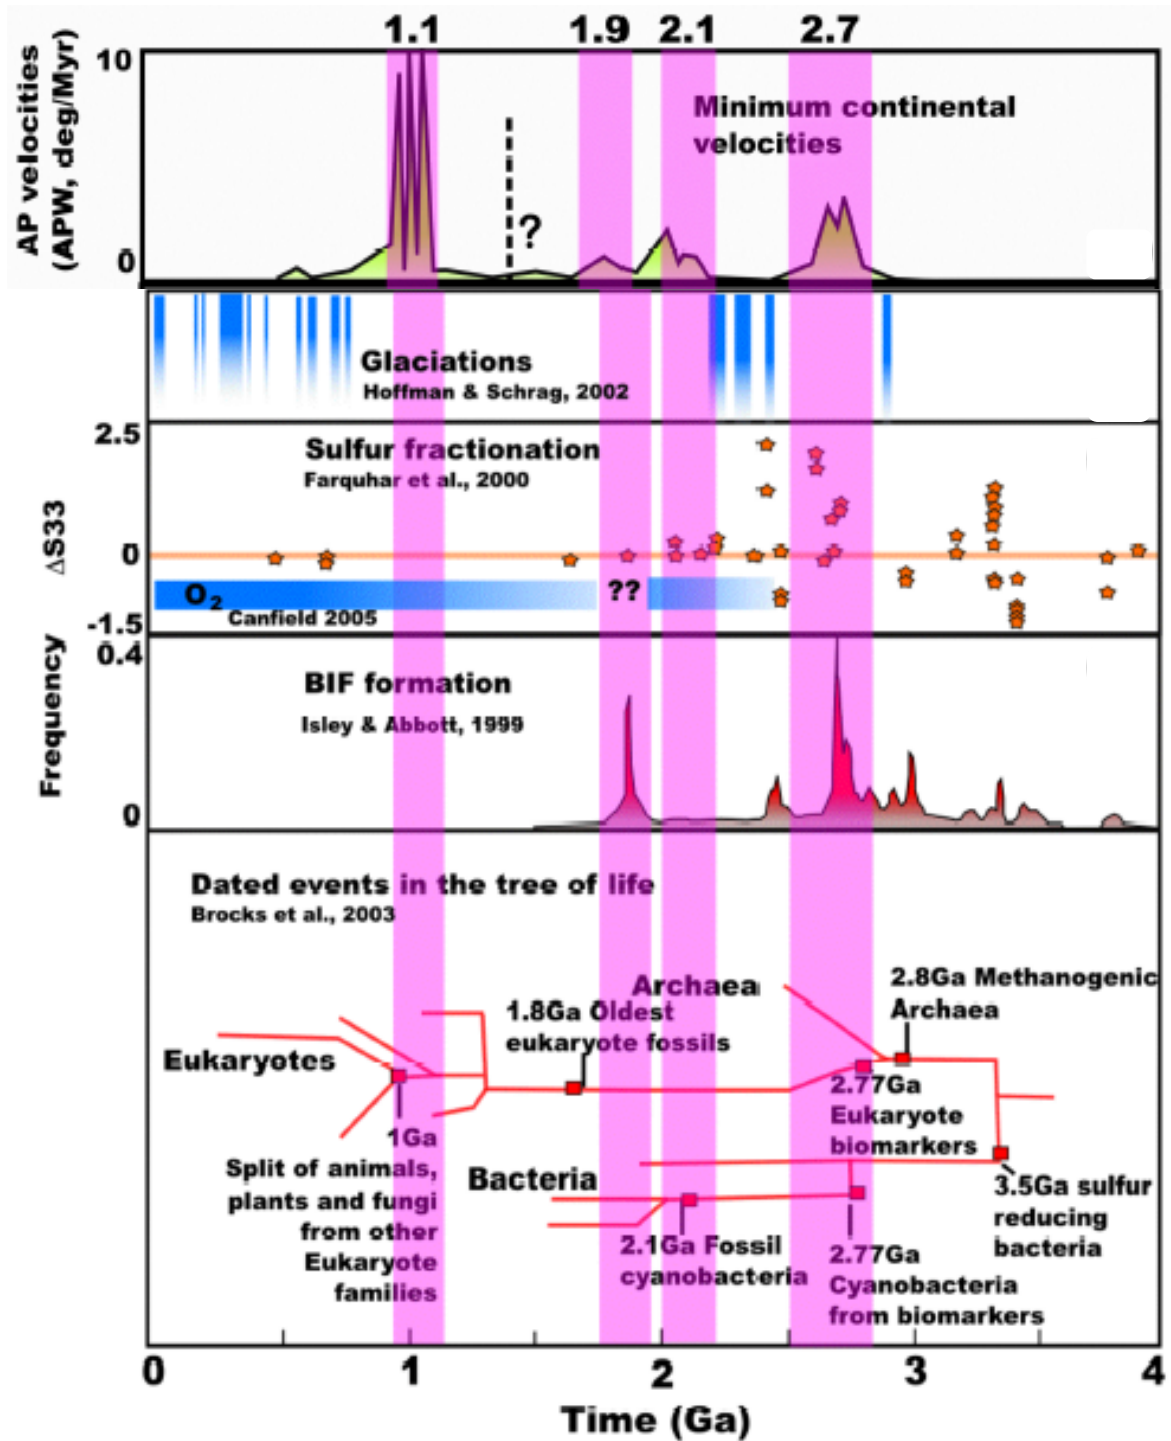 1.1 1.9 2.1 2.7
10
AP velocities
(APW, deg/Myr)
0
Minimum continental
velocities
?
Glaciations
Hoffman & Schrag, 2002
2.5
ΔS33
0
-1.5
Sulfur fractionation
Farquhar et al., 2000
O2
??
Canfield 2005
0.4
Frequency
0
BIF formation
Isley & Abbott, 1999
Dated events in the tree of life
Brocks et al., 2003
Archaea
2.8Ga Methanogenic
Archaea
1.8Ga Oldest
eukaryote fossils
Eukaryotes
2.77Ga
Eukaryote
biomarkers
1Ga
Split of animals,
plants and fungi
from other
Eukaryote
families
Bacteria
3.5Ga sulfur
reducing
bacteria
2.1Ga Fossil
cyanobacteria
2.77Ga
Cyanobacteria
from biomarkers
0 1 2 3 4
Time (Ga)